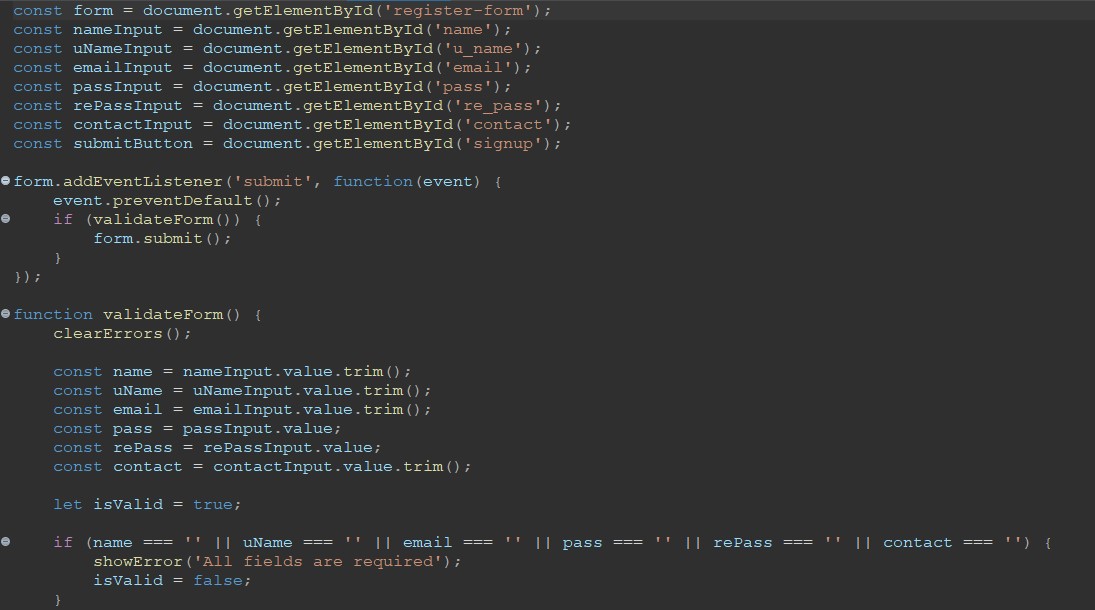 const form = document.getElementById('register-form');
const nameInput = document.getElementById('name');
const uNameInput = document.getElementById('u_name');
const emailInput = document.getElementById('email');
const passInput = document.getElementById('pass');
const rePassInput = document.getElementById('re_pass');
const contactInput = document.getElementById('contact');
const submitButton = document.getElementById('signup');

form.addEventListener('submit', function(event) {
    event.preventDefault();
    if (validateForm()) {
        form.submit();
    }
});

function validateForm() {
    clearErrors();

    const name = nameInput.value.trim();
    const uName = uNameInput.value.trim();
    const email = emailInput.value.trim();
    const pass = passInput.value;
    const rePass = rePassInput.value;
    const contact = contactInput.value.trim();

    let isValid = true;

    if (name === '' || uName === '' || email === '' || pass === '' || rePass === '' || contact === '') {
        showError('All fields are required');
        isValid = false;
    }